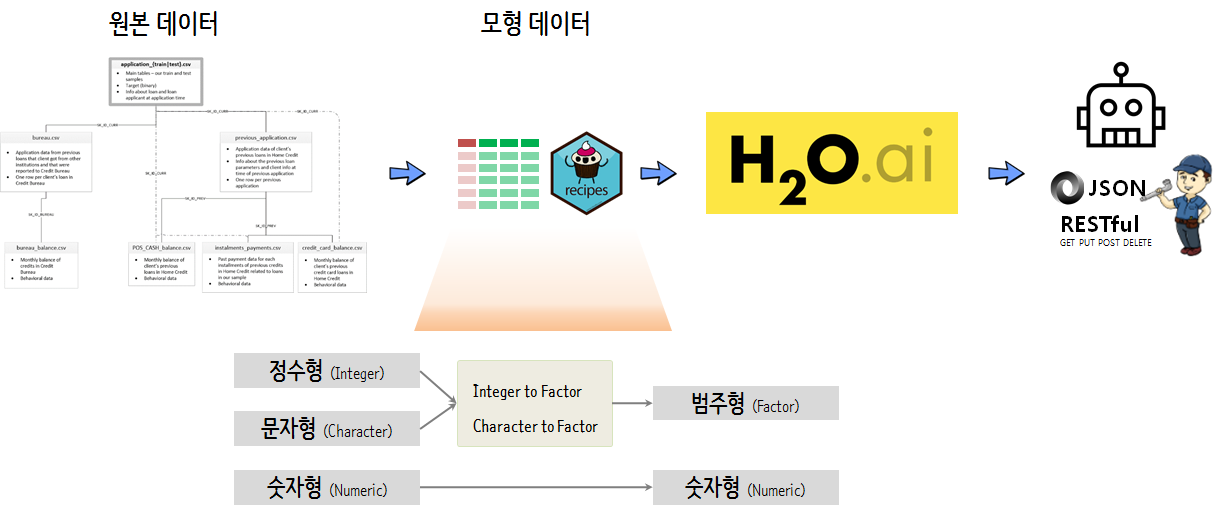 원본 데이터
모형 데이터
application_{train|test}.csv
• Main tables – our train and test
samples
• Target (binary)
• Info about loan and loan
applicant at application time
SK_ID_CURR
SK_ID_CURR
SK_ID_CURR
bureau.csv
• Application data from previous
loans that client got from other
institutions and that were
reported to Credit Bureau
• One row per client's loan in
Credit Bureau
previous_application.csv
• Application data of client's
previous loans in Home Credit
• Info about the previous loan
parameters and client info at
time of previous application
• One row per previous
application
SK_ID_CURR
SK_ID_BUREAU
SK_ID_PREV
SK_ID_PREV
bureau_balance.csv
• Monthly balance of
credits in Credit
Bureau
• Behavioral data
POS_CASH_balance.csv
• Monthly balance of
client's previous
loans in Home Credit
• Behavioral data
instalments_payments.csv
• Past payment data for each
installments of previous credits
in Home Credit related to loans
in our sample
• Behavioral data
credit_card_balance.csv
• Monthly balance of
client's previous
credit card loans in
Home Credit
• Behavioral data
recipes
H2O.ai
JSON
RESTful
GET PUT POST DELETE
정수형 (Integer)
문자형 (Character)
Integer to Factor
Character to Factor
범주형 (Factor)
숫자형 (Numeric)
숫자형 (Numeric)